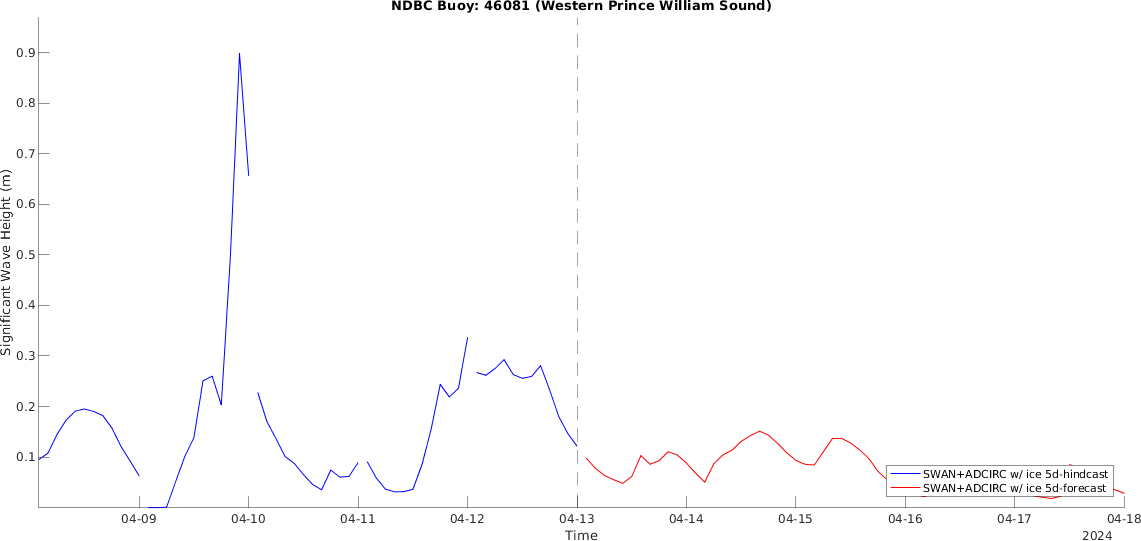 NDBC Buoy: 46081 (Western Prince William Sound)
0.9
0.8
0.7
0.6
0.5
0.4
0.3
0.2
0.1
Significant Wave Height (m)
SWAN+ADCIRC w/ ice 5d-hindcast
SWAN+ADCIRC w/ ice 5d-forecast
04-09 04-10 04-11 04-12 04-13 04-14 04-15 04-16 04-17 04-18
Time
2024